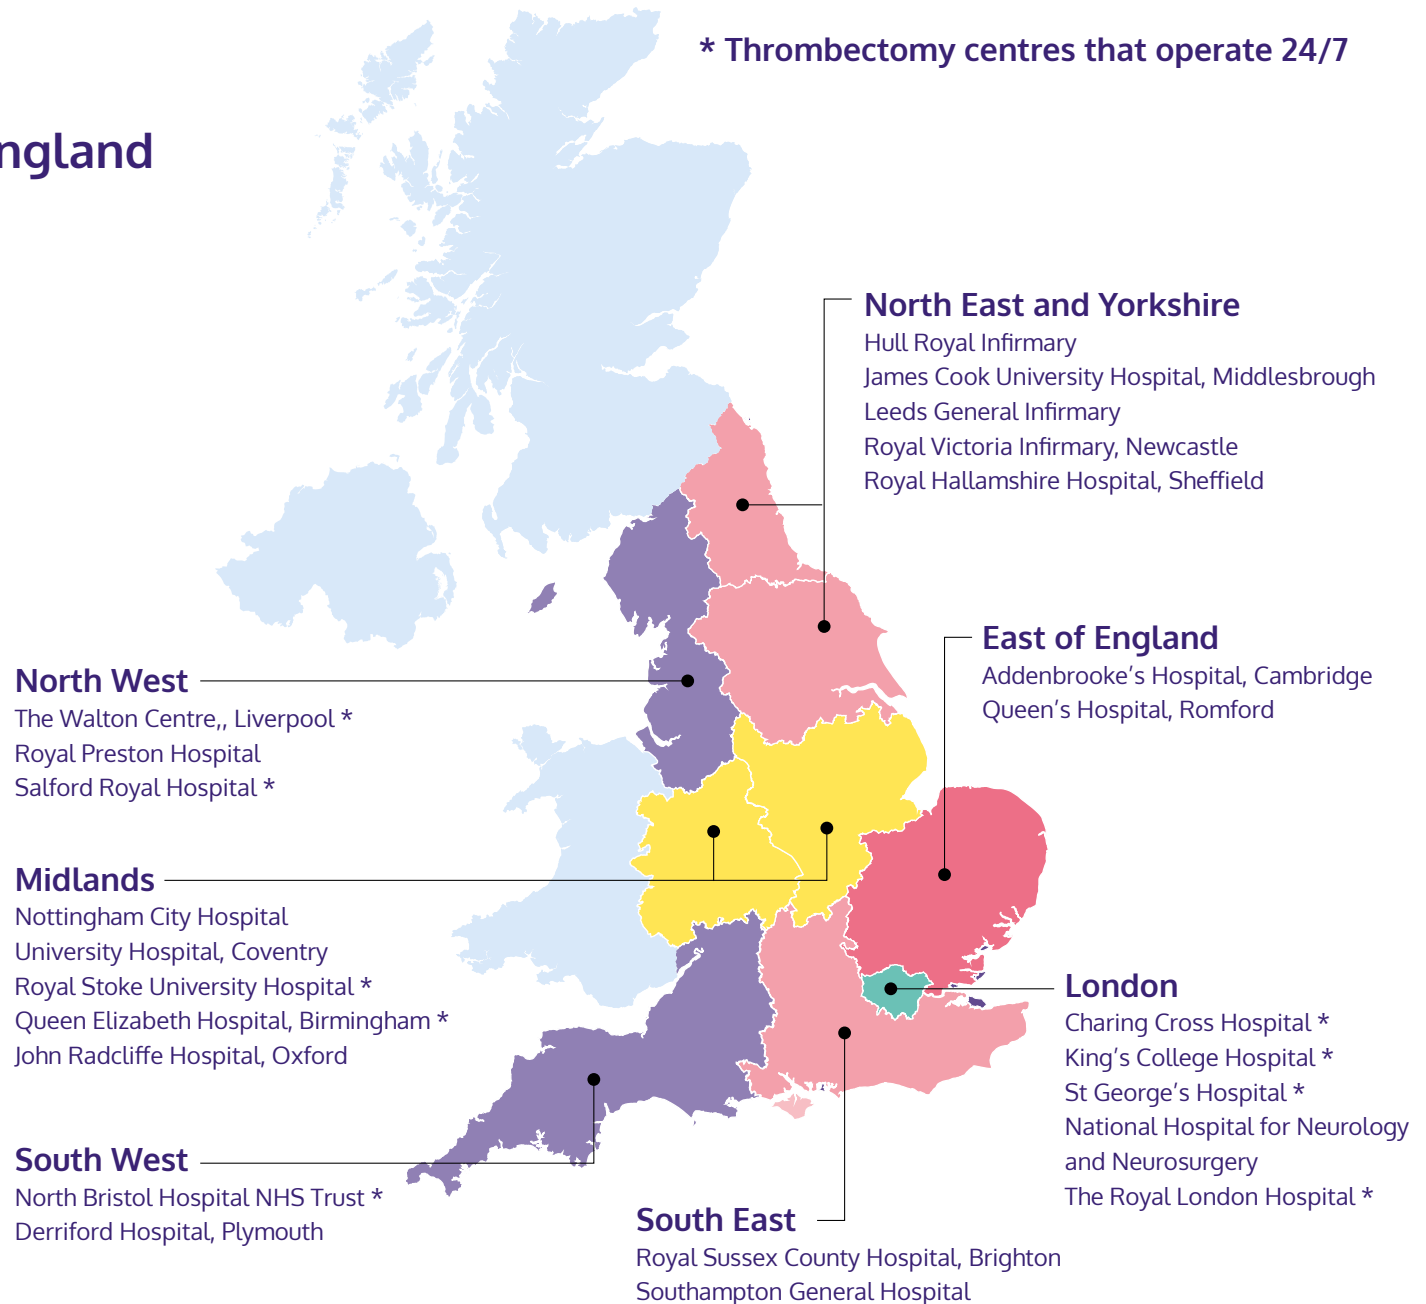 * Thrombectomy centres that operate 24/7
ngland
North East and Yorkshire
Hull Royal Infirmary
James Cook University Hospital, Middlesbrough
Leeds General Infirmary
Royal Victoria Infirmary, Newcastle
Royal Hallamshire Hospital, Sheffield
East of England
Addenbrooke’s Hospital, Cambridge
Queen’s Hospital, Romford
North West
The Walton Centre,, Liverpool *
Royal Preston Hospital
Salford Royal Hospital *
Midlands
Nottingham City Hospital
University Hospital, Coventry
Royal Stoke University Hospital *
Queen Elizabeth Hospital, Birmingham *
John Radcliffe Hospital, Oxford
London
Charing Cross Hospital *
King’s College Hospital *
St George’s Hospital *
National Hospital for Neurology
and Neurosurgery
The Royal London Hospital *
South West
North Bristol Hospital NHS Trust *
Derriford Hospital, Plymouth
South East
Royal Sussex County Hospital, Brighton
Southampton General Hospital